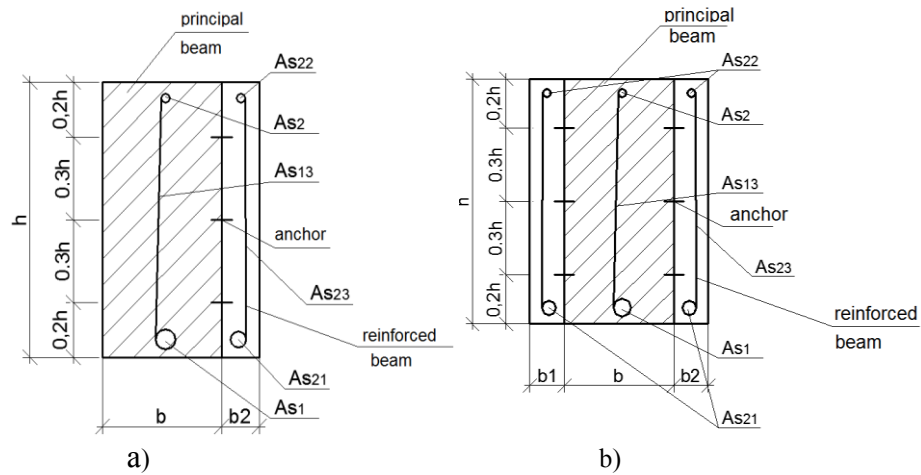 principal
beam
As22
As2
As13
anchor
As23
reinforced
beam
As21
As1
0,2h
0.3h
0.3h
0,2h
h
b
b2
a)
principal
beam
As22
As2
As13
anchor
As23
reinforced
beam
As1
As21
0,2h
0.3h
0.3h
0,2h
n
b1
b
b2
b)